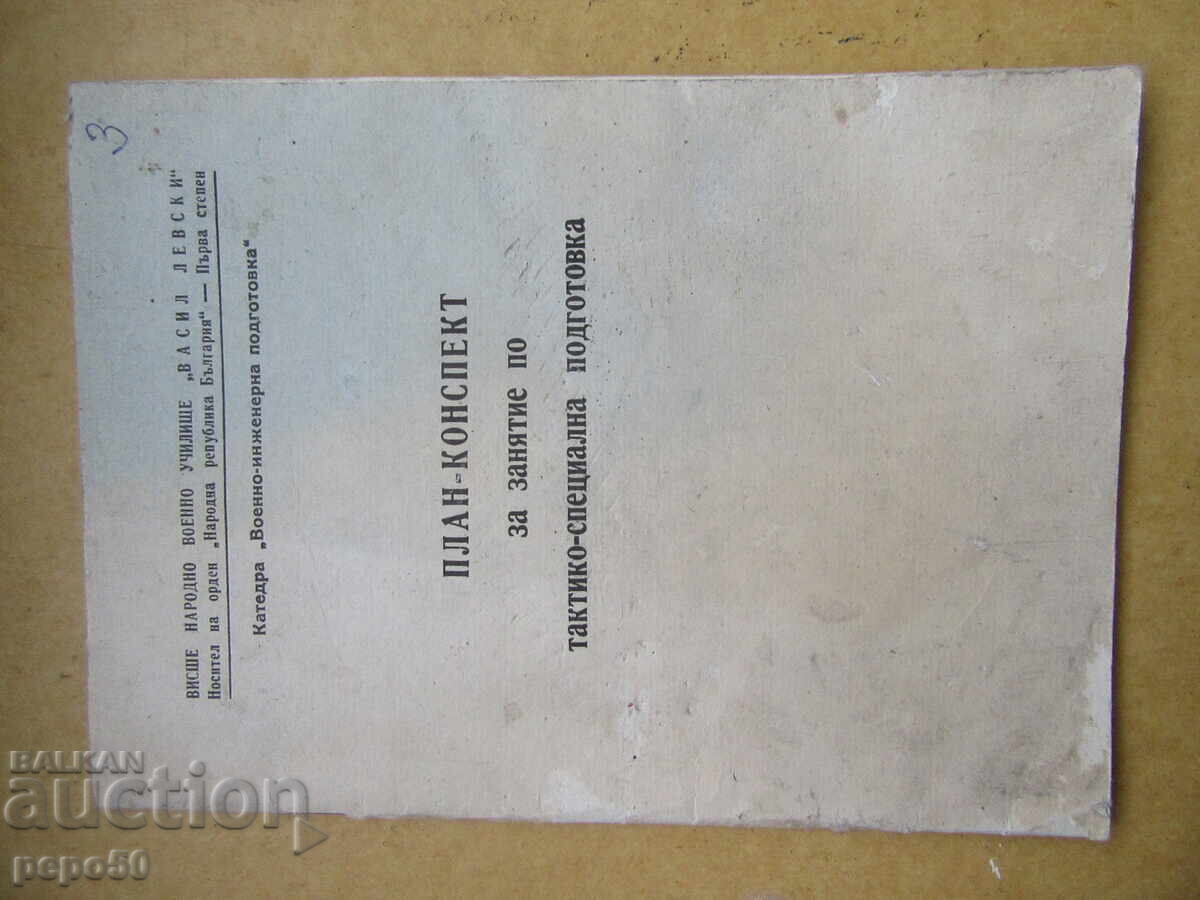 3
ВИСШЕ НАРОДНО ВОЕННО УЧИЛИЩЕ „ВАСИЛ ЛЕВСКИ“
Носител на орден „Народна република България“ — Първа степен
Катедра „Военно-инженерна подготовка“
ПЛАН-КОНСПЕКТ
за занятие по
тактико-специална подготовка
BALKAN
auction
pepo50